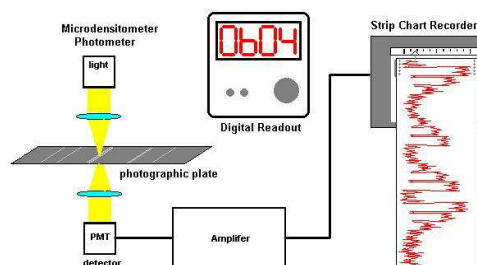 Microdensitometer
Photometer
light
0604
Digital Readout
Strip Chart Recorder
photographic plate
PMT
detector
Amplifer